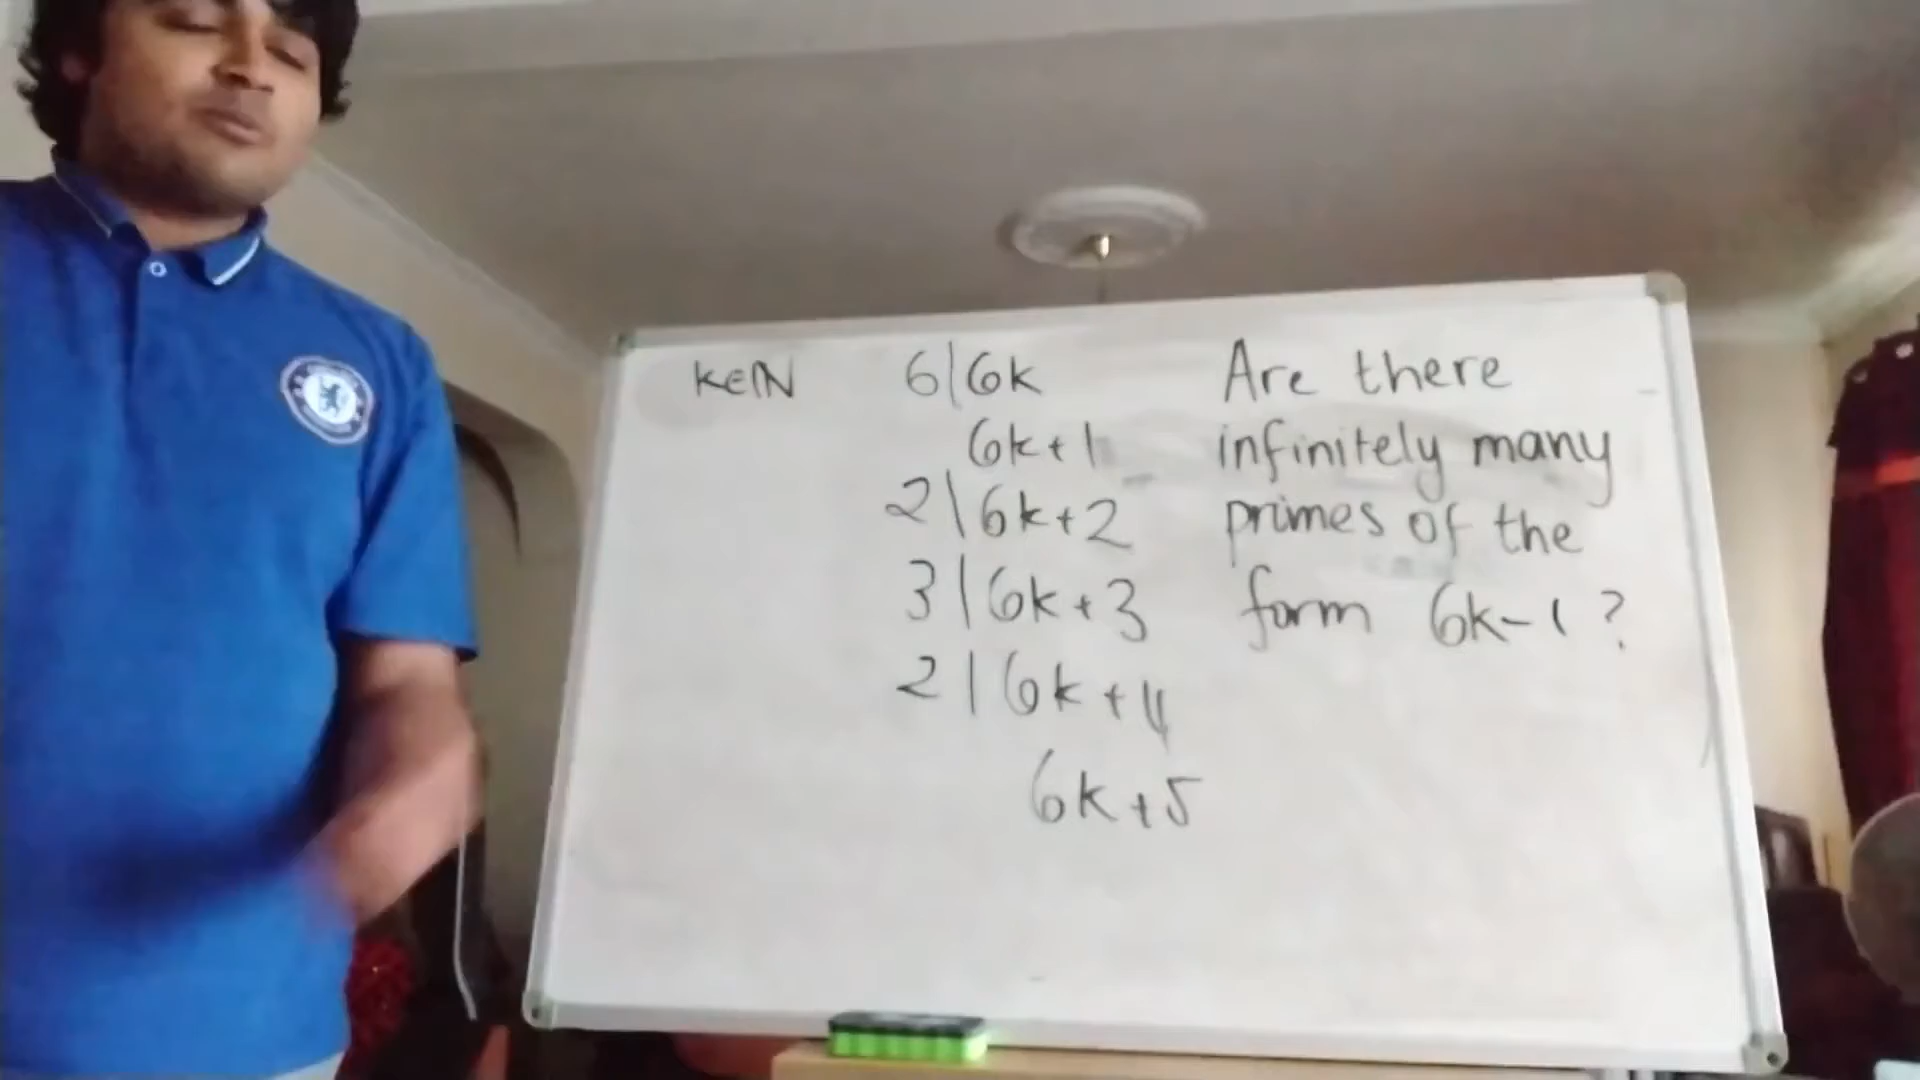 k∈ℕ
6|6k
6k+1
2|6k+2
3|6k+3
2|6k+4
6k+5
Are there
infinitely many
primes of the
form 6k-1?